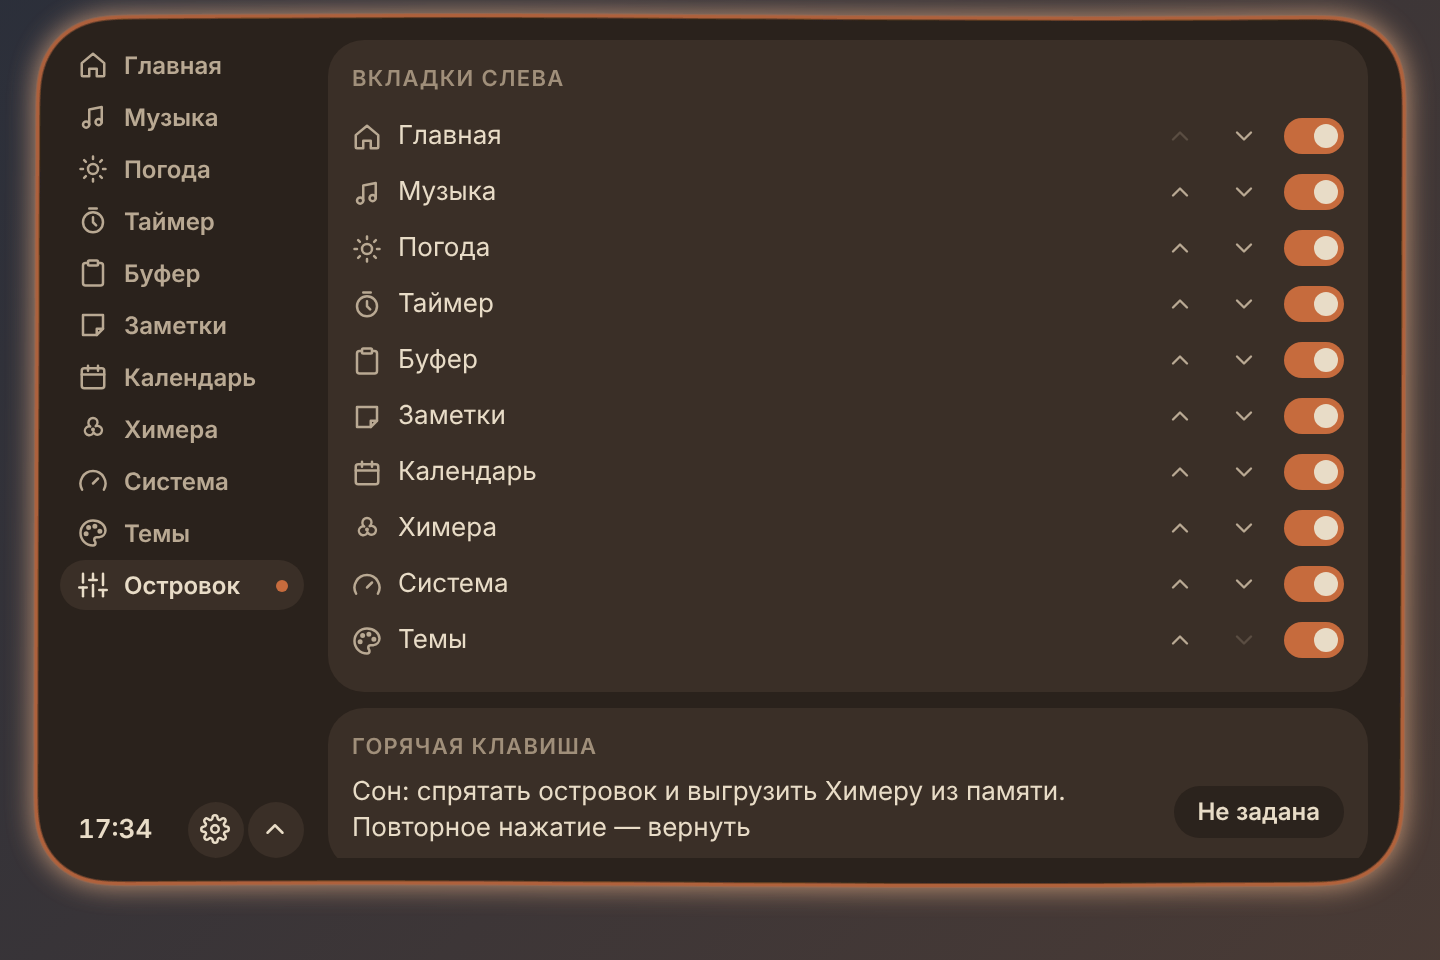 Главная
Музыка
Погода
Таймер
Буфер
Заметки
Календарь
Химера
Система
Темы
Островок
17:34
ВКЛАДКИ СЛЕВА
Главная
Музыка
Погода
Таймер
Буфер
Заметки
Календарь
Химера
Система
Темы
ГОРЯЧАЯ КЛАВИША
Сон: спрятать островок и выгрузить Химеру из памяти.
Повторное нажатие — вернуть
Не задана